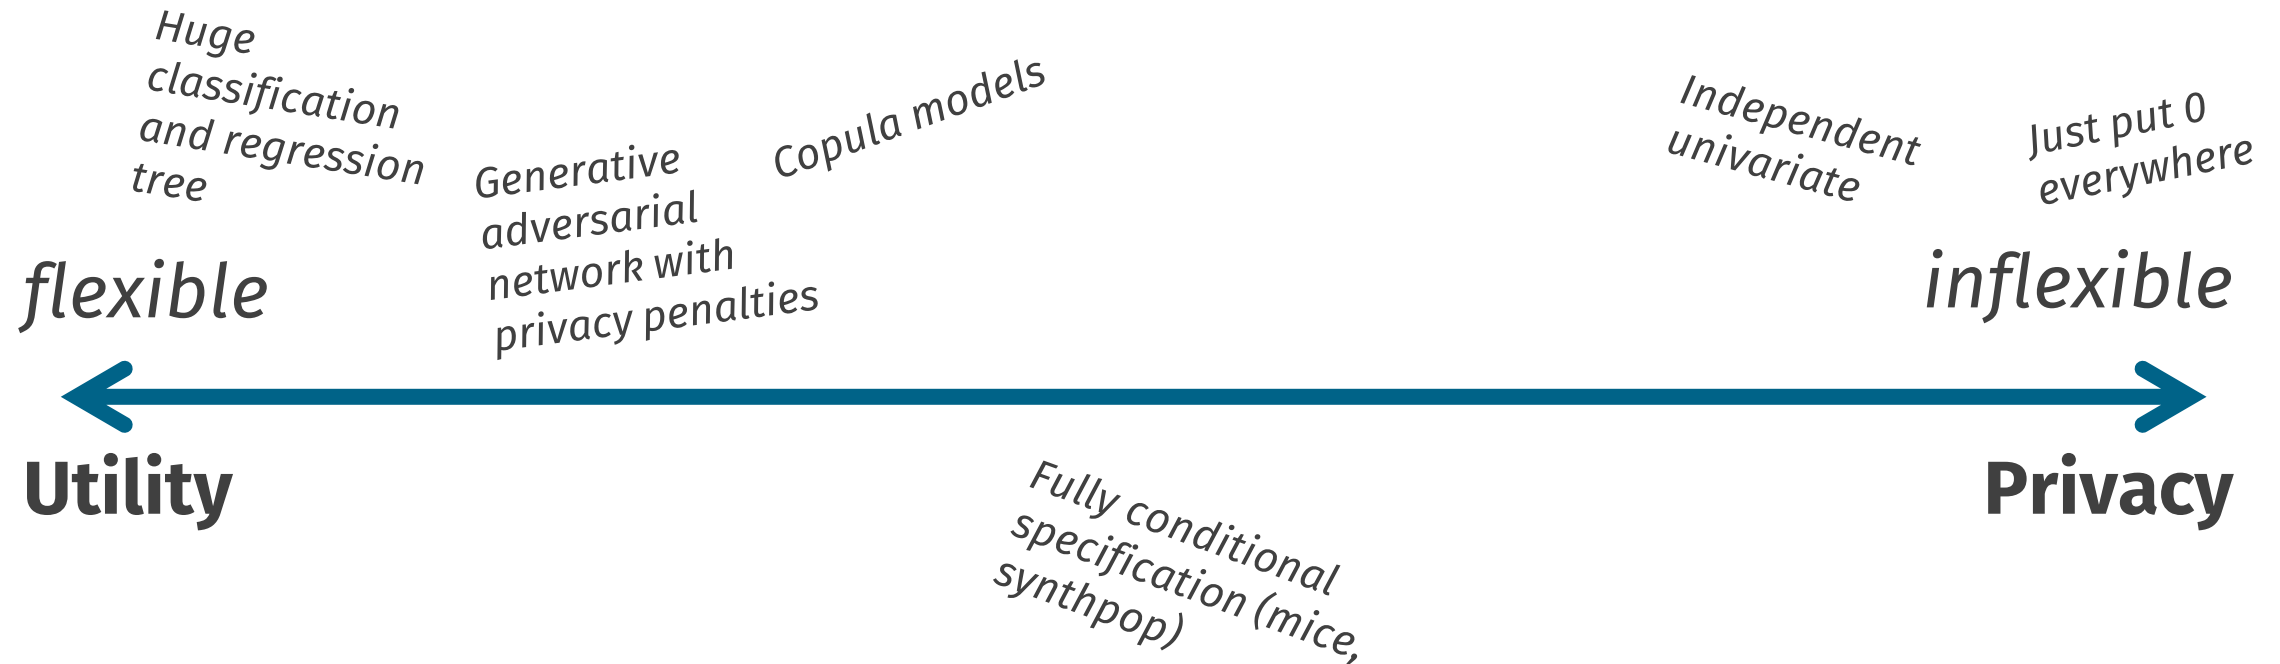 Huge
classification
and regression
tree
Generative
adversarial
network with
privacy penalties
Copula models
Independent
univariate
Just put 0
everywhere
flexible
inflexible
Utility
Privacy
Fully conditional
specification (mice,
synthpop)